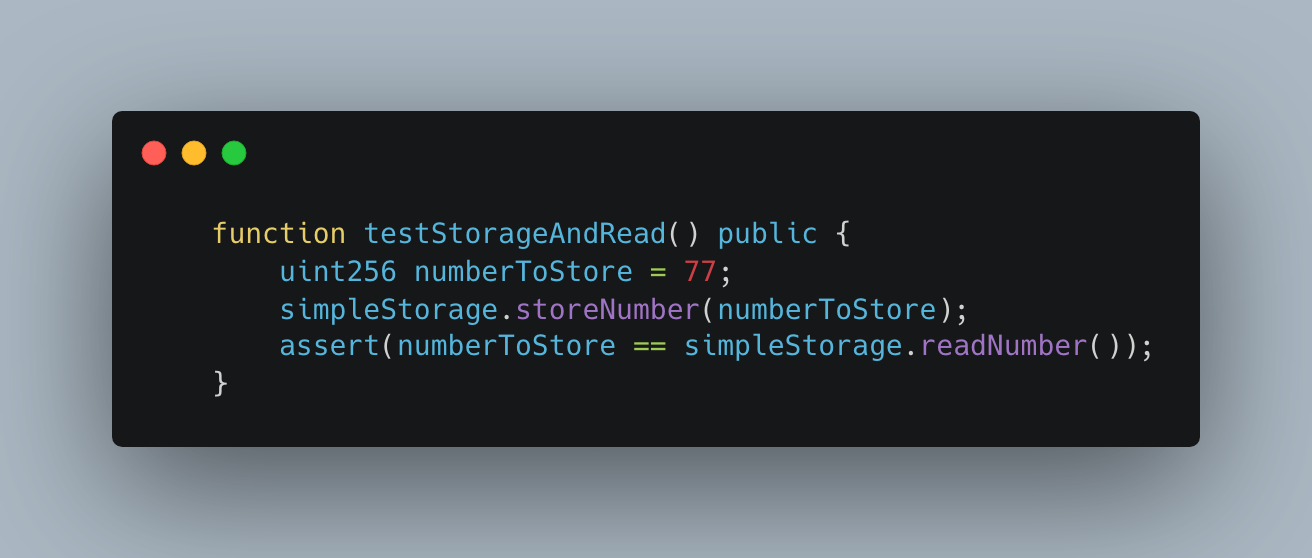 function testStorageAndRead() public {
    uint256 numberToStore = 77;
    simpleStorage.storeNumber(numberToStore);
    assert(numberToStore == simpleStorage.readNumber());
}